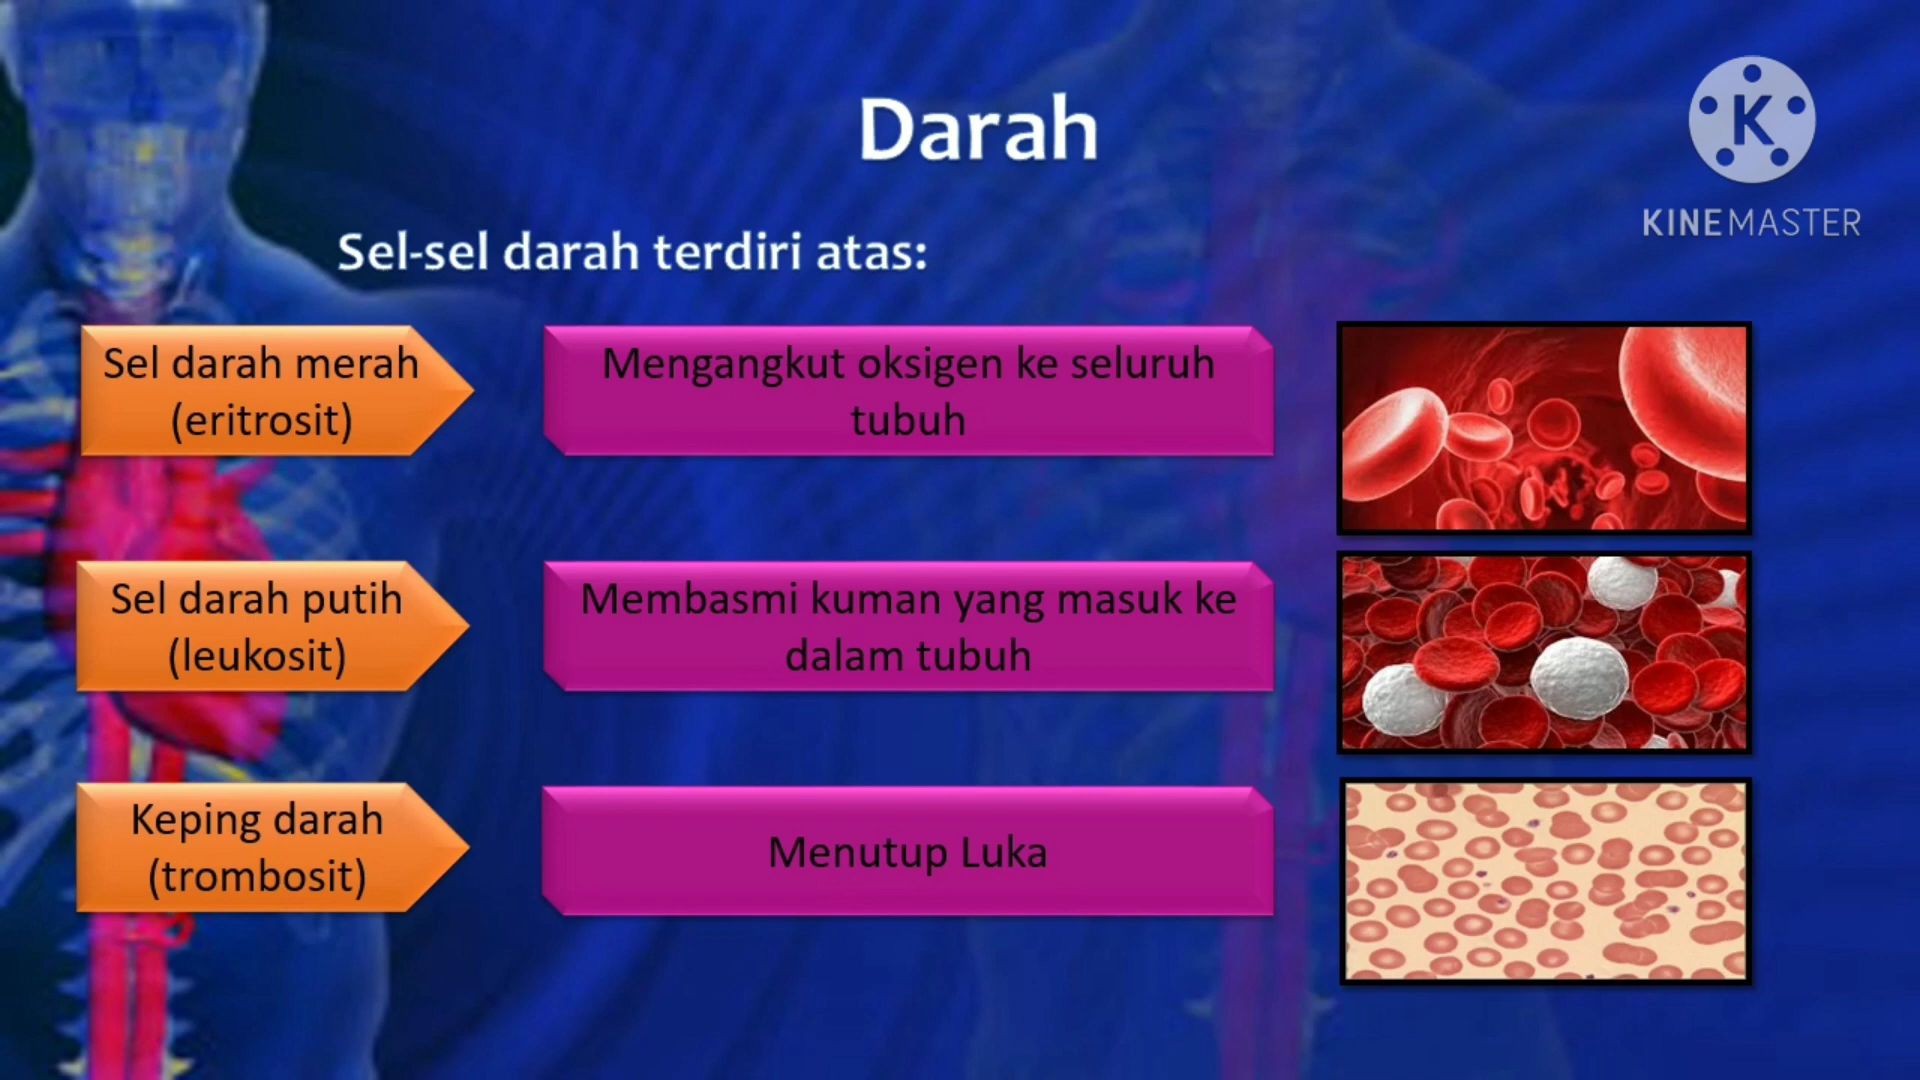 Darah
K
KINEMASTER
Sel-sel darah terdiri atas:
Sel darah merah
(eritrosit)
Mengangkut oksigen ke seluruh
tubuh
Sel darah putih
(leukosit)
Membasmi kuman yang masuk ke
dalam tubuh
Keping darah
(trombosit)
Menutup Luka